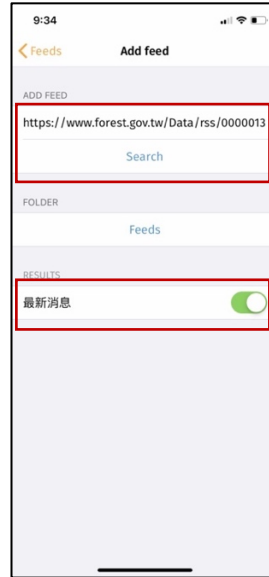 9:34
Feeds
Add feed
ADD FEED
https://www.forest.gov.tw/Data/rss/0000013
Search
FOLDER
Feeds
RESULTS
最新消息